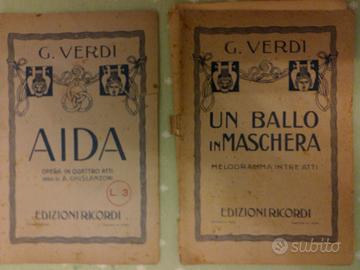 G. VERDI
AIDA
OPERA IN QUATTRO ATTI
A. GHISLANZONI
L. 3
EDIZIONI RICORDI
G. VERDI
UN BALLO
IN MASCHERA
MELODRAMMA IN TRE ATTI
EDIZIONI RICORDI
subito